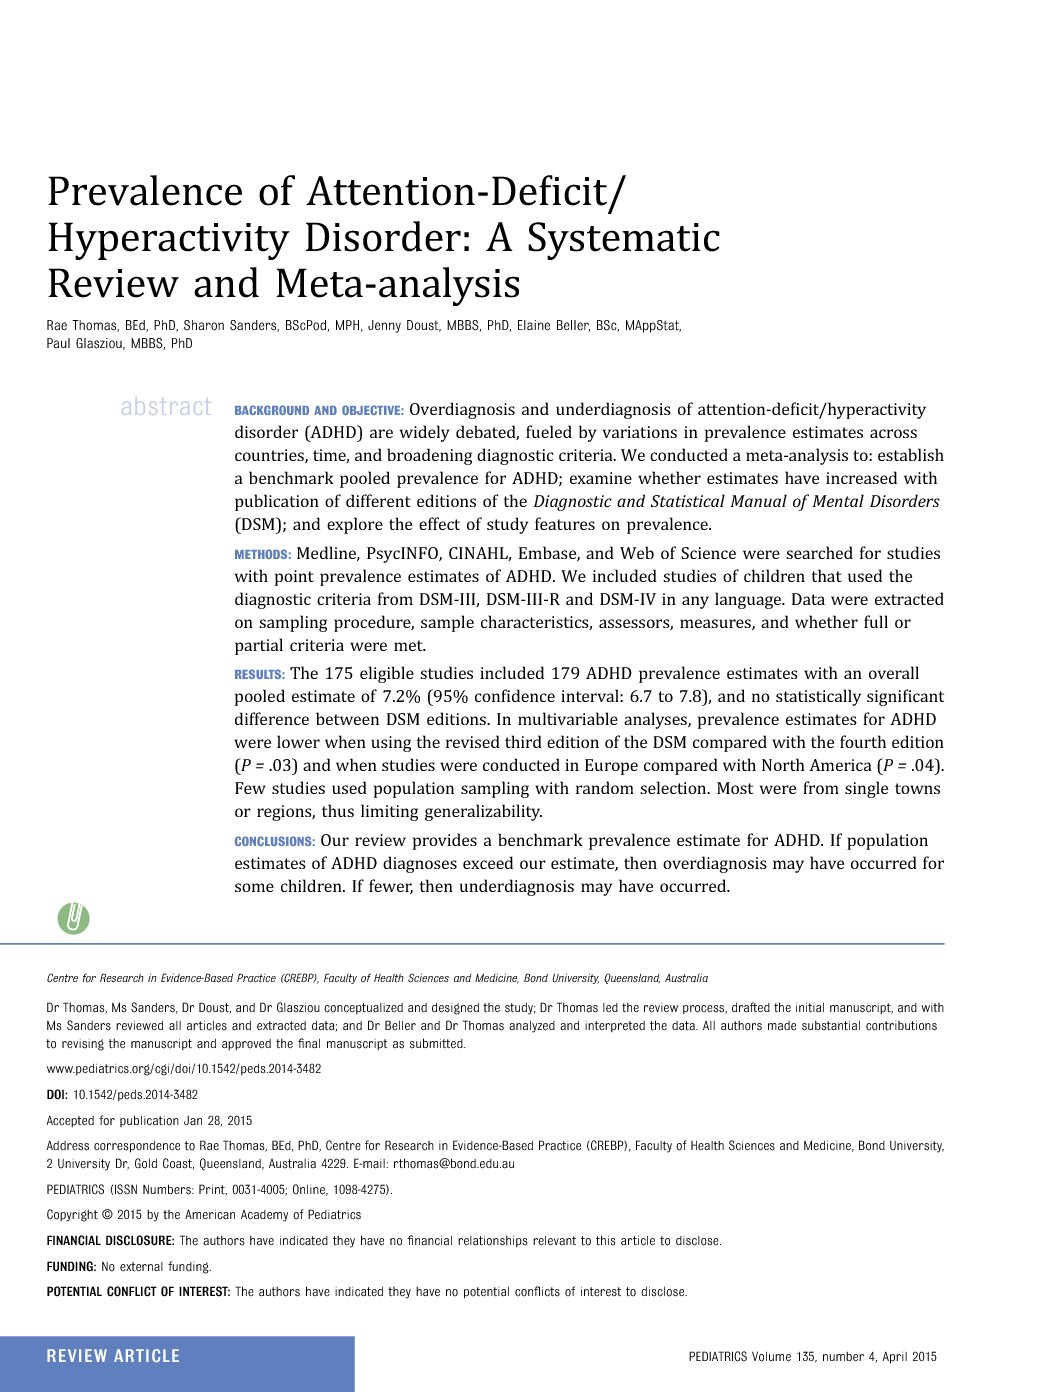 Prevalence of Attention-Deficit/
Hyperactivity Disorder: A Systematic
Review and Meta-analysis
Rae Thomas, BEd, PhD, Sharon Sanders, BScPod, MPH, Jenny Doust, MBBS, PhD, Elaine Beller, BSc, MAppStat,
Paul Glasziou, MBBS, PhD
abstract
BACKGROUND AND OBJECTIVE: Overdiagnosis and underdiagnosis of attention-deficit/hyperactivity
disorder (ADHD) are widely debated, fueled by variations in prevalence estimates across
countries, time, and broadening diagnostic criteria. We conducted a meta-analysis to: establish
a benchmark pooled prevalence for ADHD; examine whether estimates have increased with
publication of different editions of the Diagnostic and Statistical Manual of Mental Disorders
(DSM); and explore the effect of study features on prevalence.
METHODS: Medline, PsycINFO, CINAHL, Embase, and Web of Science were searched for studies
with point prevalence estimates of ADHD. We included studies of children that used the
diagnostic criteria from DSM-III, DSM-III-R and DSM-IV in any language. Data were extracted
on sampling procedure, sample characteristics, assessors, measures, and whether full or
partial criteria were met.
RESULTS: The 175 eligible studies included 179 ADHD prevalence estimates with an overall
pooled estimate of 7.2% (95% confidence interval: 6.7 to 7.8), and no statistically significant
difference between DSM editions. In multivariable analyses, prevalence estimates for ADHD
were lower when using the revised third edition of the DSM compared with the fourth edition
(P = .03) and when studies were conducted in Europe compared with North America (P = .04).
Few studies used population sampling with random selection. Most were from single towns
or regions, thus limiting generalizability.
CONCLUSIONS: Our review provides a benchmark prevalence estimate for ADHD. If population
estimates of ADHD diagnoses exceed our estimate, then overdiagnosis may have occurred for
some children. If fewer, then underdiagnosis may have occurred.
Centre for Research in Evidence-Based Practice (CREBP), Faculty of Health Sciences and Medicine, Bond University, Queensland, Australia
Dr Thomas, Ms Sanders, Dr Doust, and Dr Glasziou conceptualized and designed the study; Dr Thomas led the review process, drafted the initial manuscript, and with
Ms Sanders reviewed all articles and extracted data; and Dr Beller and Dr Thomas analyzed and interpreted the data. All authors made substantial contributions
to revising the manuscript and approved the final manuscript as submitted.
www.pediatrics.org/cgi/doi/10.1542/peds.2014-3482
DOI: 10.1542/peds.2014-3482
Accepted for publication Jan 28, 2015
Address correspondence to Rae Thomas, BEd, PhD, Centre for Research in Evidence-Based Practice (CREBP), Faculty of Health Sciences and Medicine, Bond University,
2 University Dr, Gold Coast, Queensland, Australia 4229. E-mail: rthomas@bond.edu.au
PEDIATRICS (ISSN Numbers: Print, 0031-4005; Online, 1098-4275).
Copyright © 2015 by the American Academy of Pediatrics
FINANCIAL DISCLOSURE: The authors have indicated they have no financial relationships relevant to this article to disclose.
FUNDING: No external funding.
POTENTIAL CONFLICT OF INTEREST: The authors have indicated they have no potential conflicts of interest to disclose.
REVIEW ARTICLE
PEDIATRICS Volume 135, number 4, April 2015